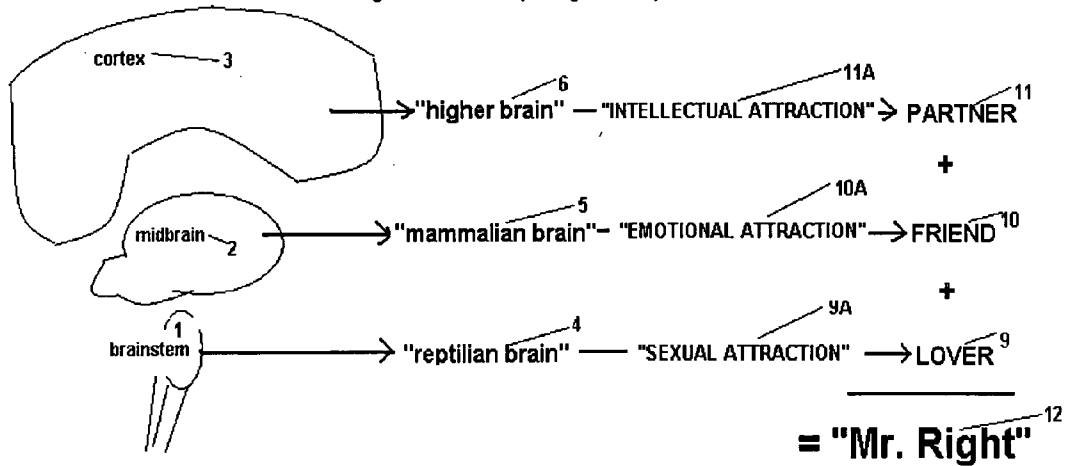 cortex 3
6 11A
"higher brain" "INTELLECTUAL ATTRACTION" PARTNER 11
+
5 10A
midbrain 2 "mammalian brain" "EMOTIONAL ATTRACTION" FRIEND 10
+
1 4 9A
brainstem "reptilian brain" "SEXUAL ATTRACTION" LOVER 9
= "Mr. Right" 12